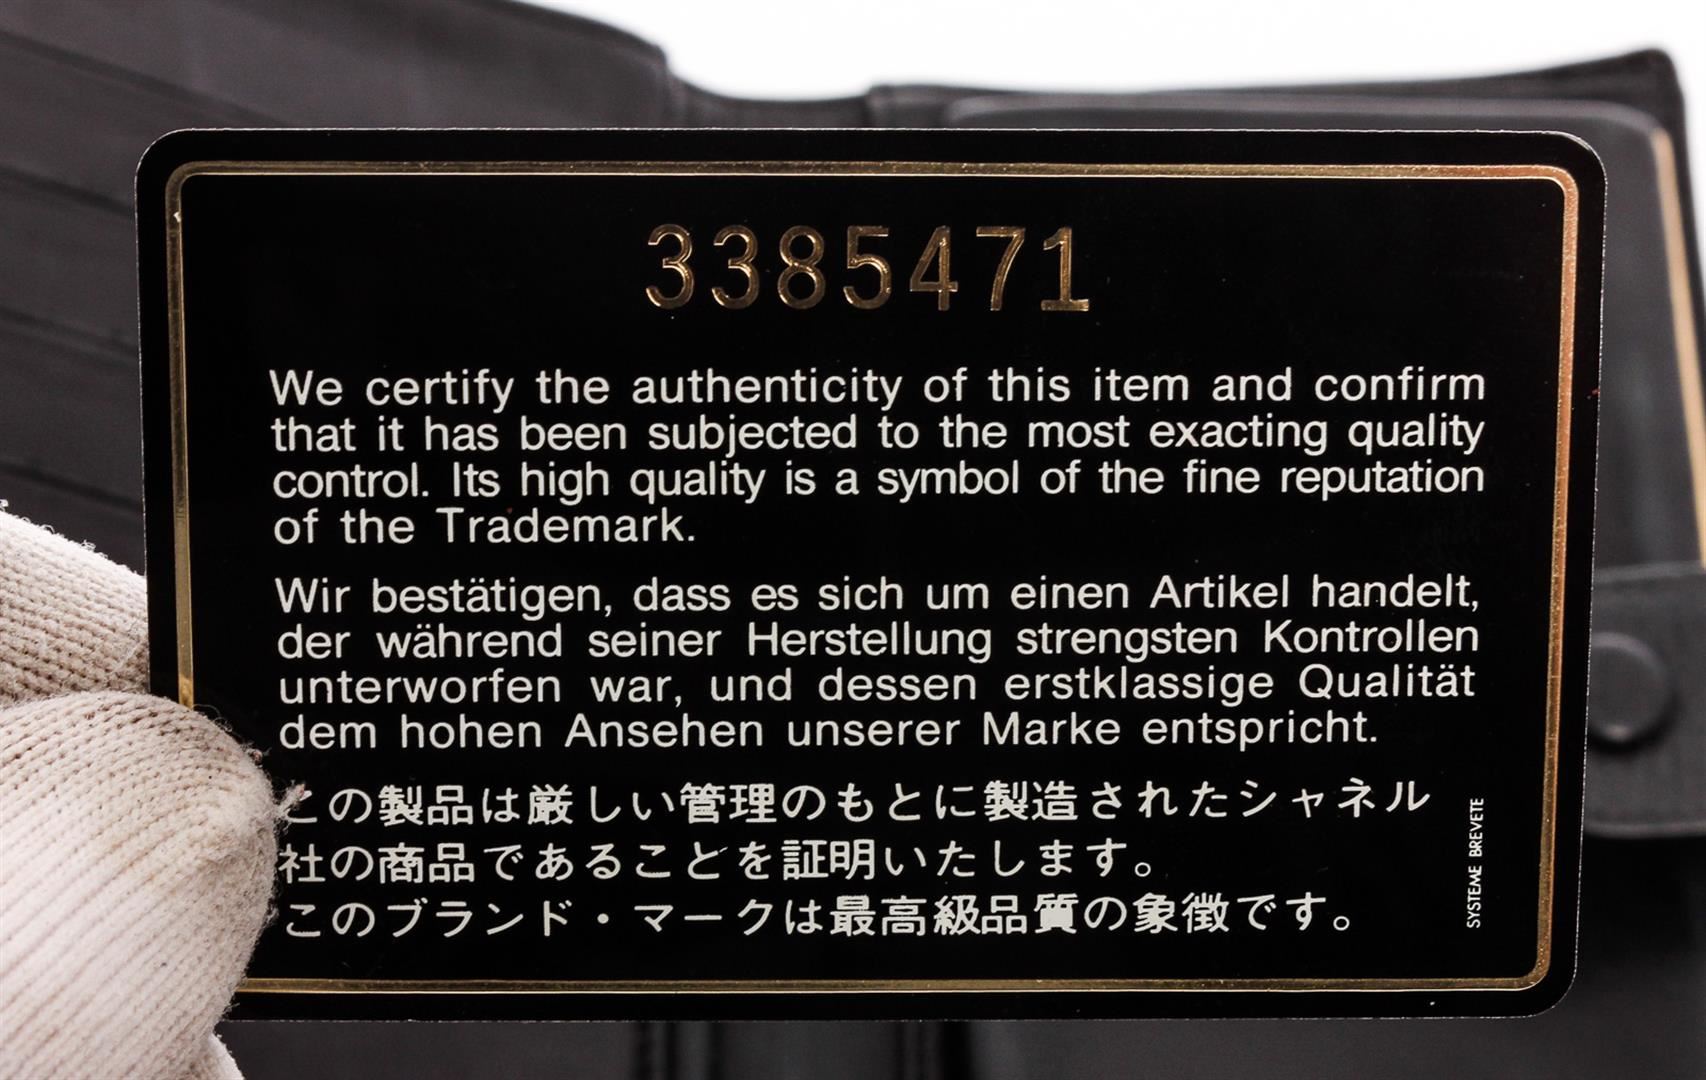 3385471
We certify the authenticity of this item and confirm
that it has been subjected to the most exacting quality
control. Its high quality is a symbol of the fine reputation
of the Trademark.
Wir bestätigen, dass es sich um einen Artikel handelt,
der während seiner Herstellung strengsten Kontrollen
unterworfen war, und dessen erstklassige Qualität
dem hohen Ansehen unserer Marke entspricht.
この製品は厳しい管理のもとに製造されたシャネル
社の商品であることを証明いたします。
このブランド・マークは最高級品質の象徴です。
SYSTEME BREVETE